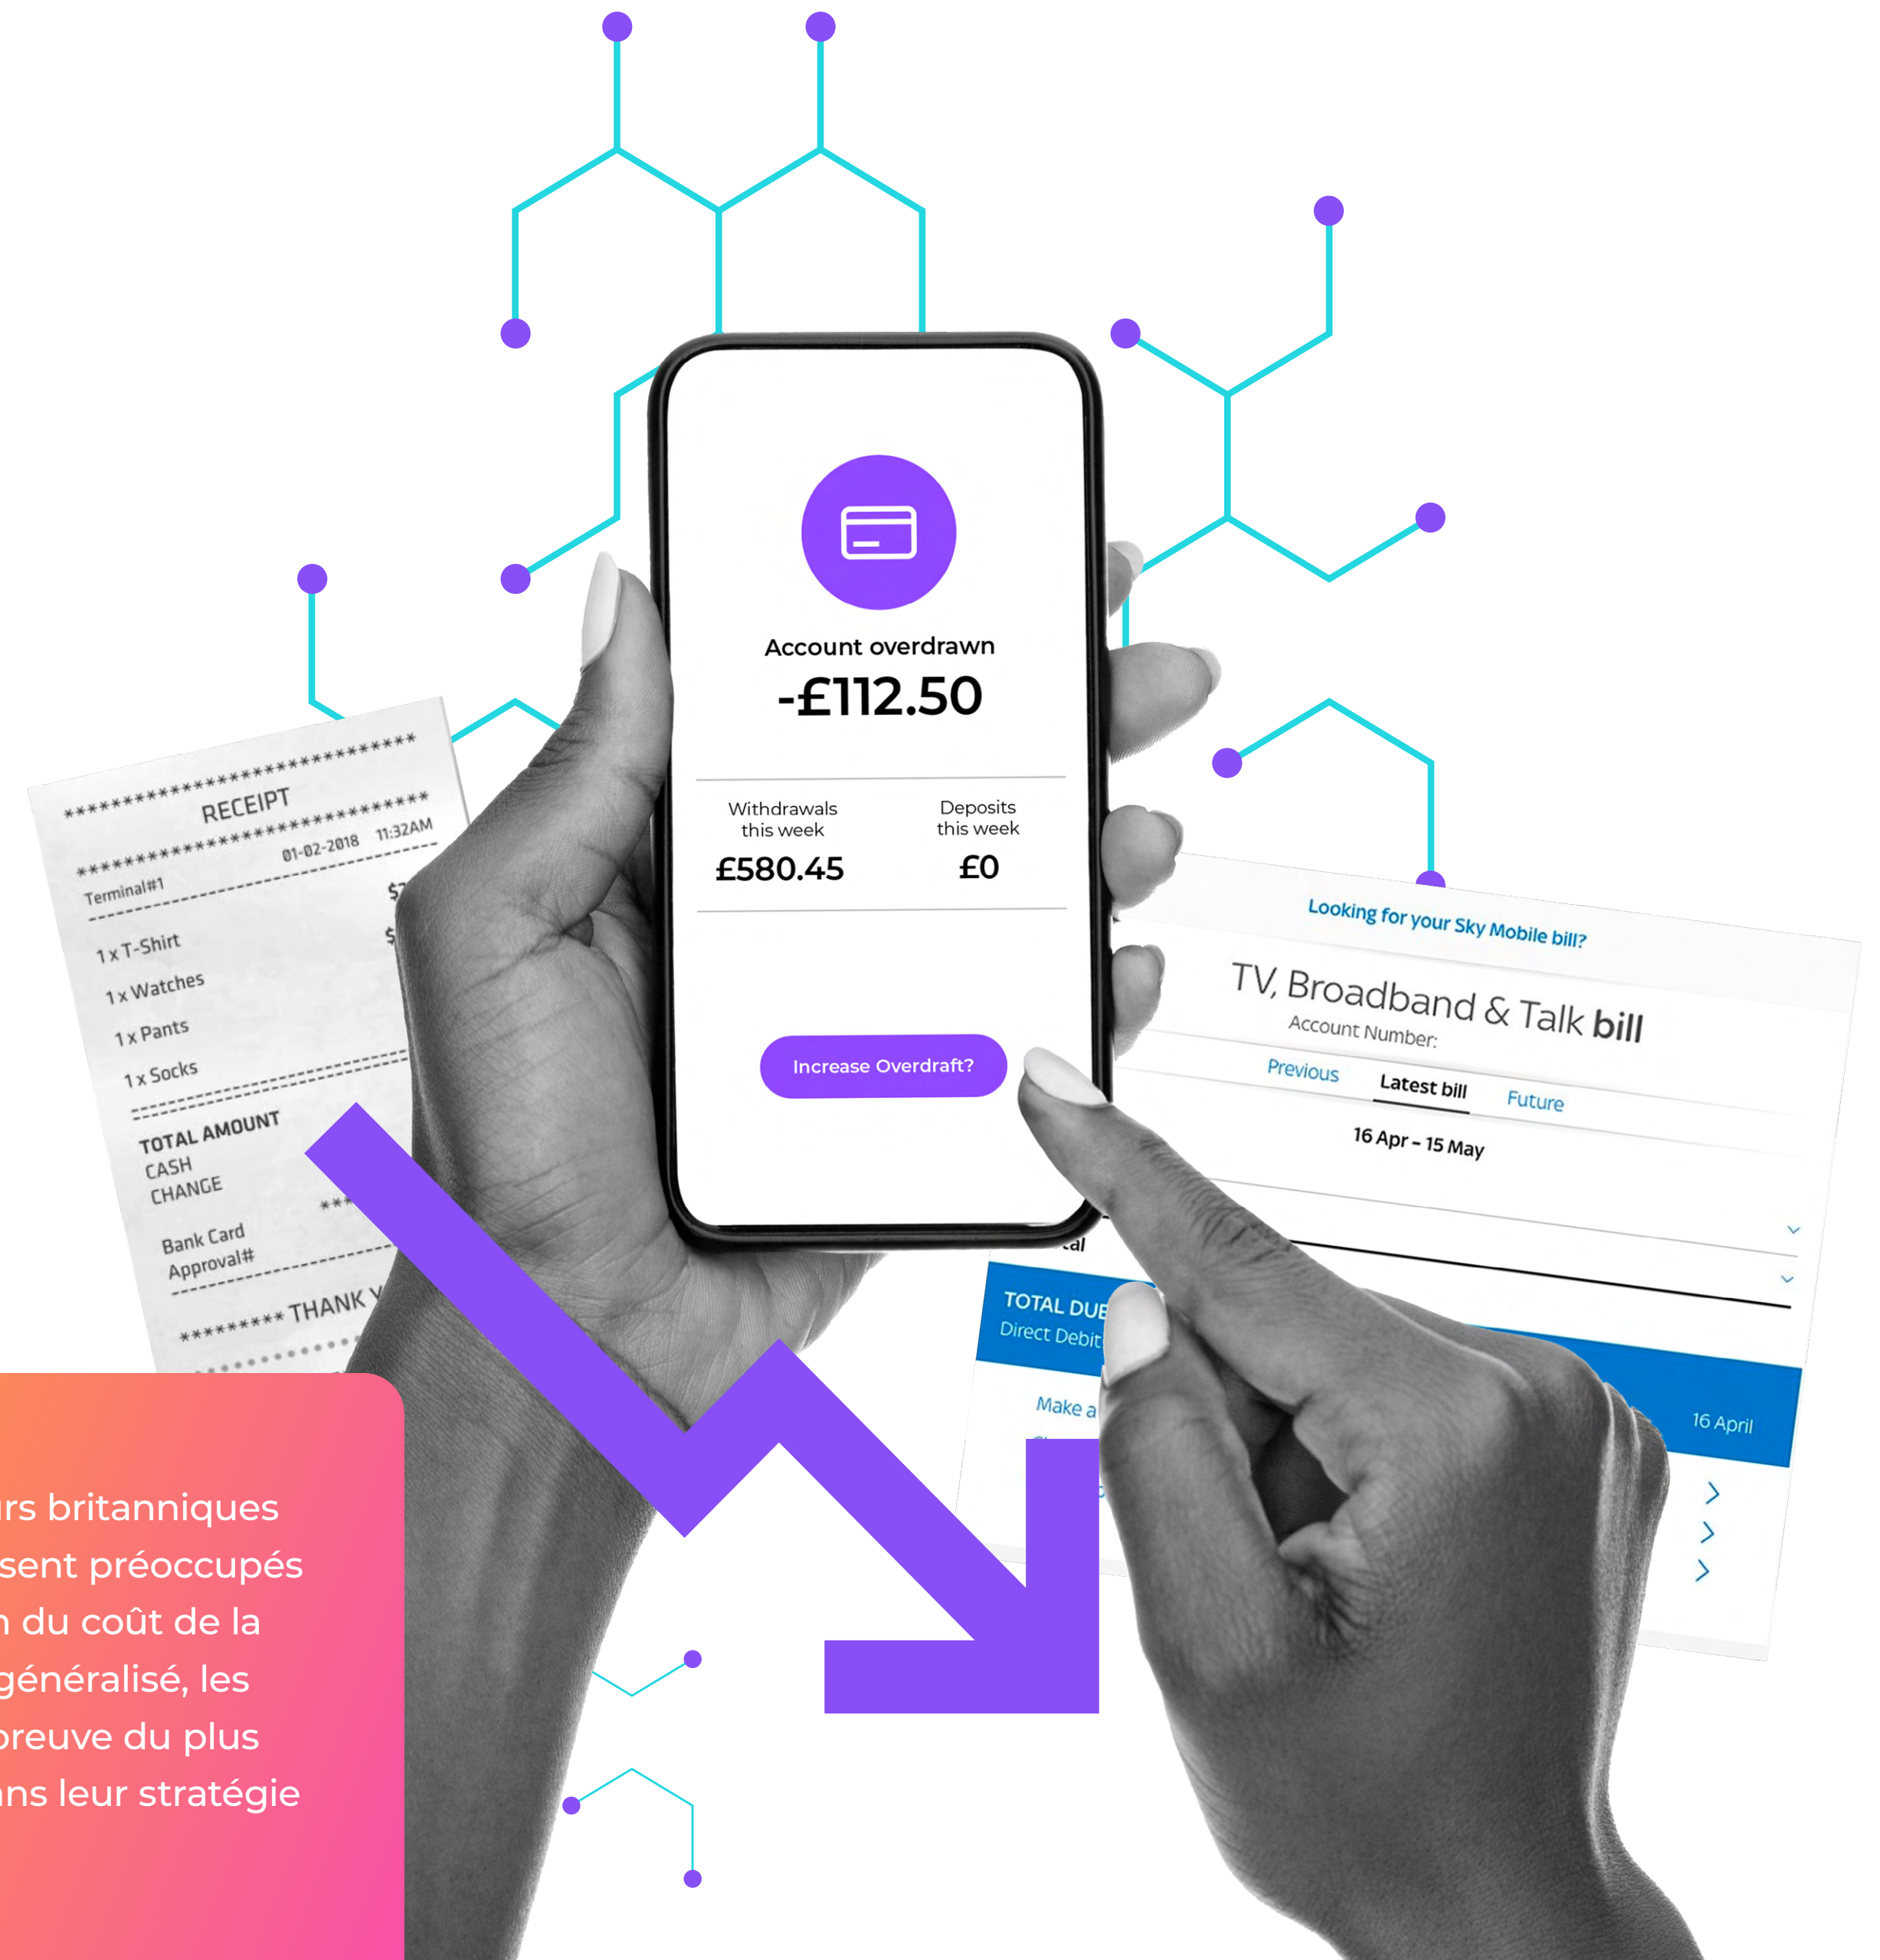 Account overdrawn
-£112.50
Withdrawals
this week
£580.45
Deposits
this week
£0
Increase Overdraft?
******************************
RECEIPT
******************************
01-02-2018 11:32AM
Terminal#1
1 x T-Shirt
1 x Watches
1 x Pants
1 x Socks
TOTAL AMOUNT
CASH
CHANGE
Bank Card
Approval#
********* THANK
Looking for your Sky Mobile bill?
TV, Broadband & Talk bill
Account Number:
Previous Latest bill Future
16 Apr – 15 May
TOTAL DUE
Direct Debit
16 April
Make a
britanniques
préoccupés
du coût de la
généralisé, les
du plus
leur stratégie